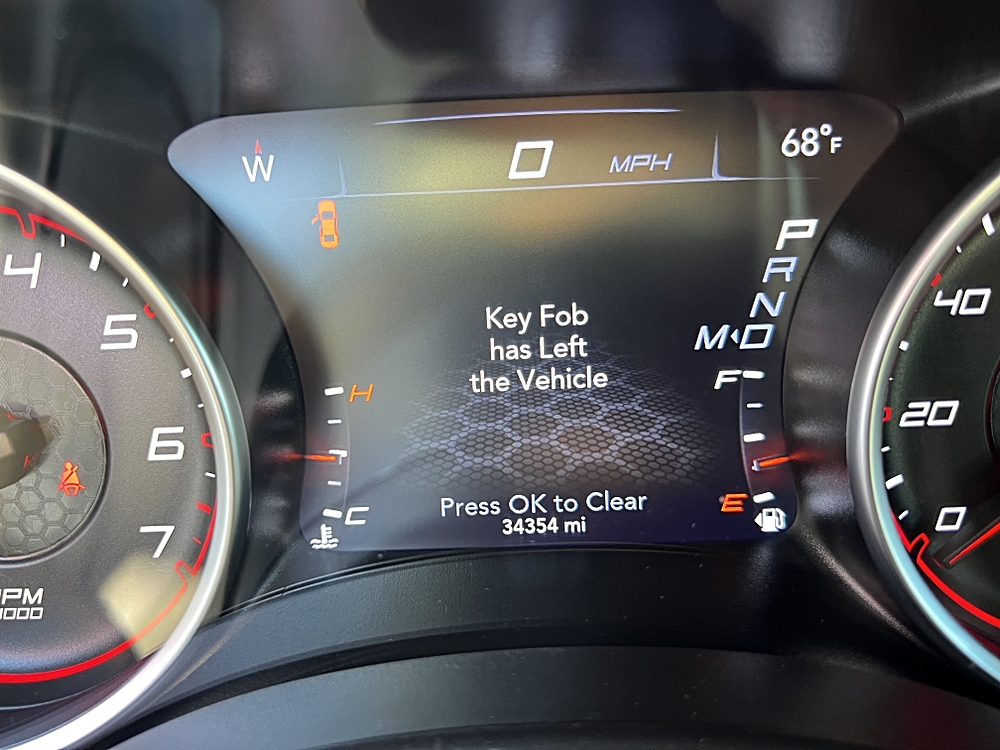 W
0 MPH
68°F
P
R
N
M◂D
Key Fob
has Left
the Vehicle
Press OK to Clear
34354 mi
H
C
F
E
4
5
6
7
40
20
0